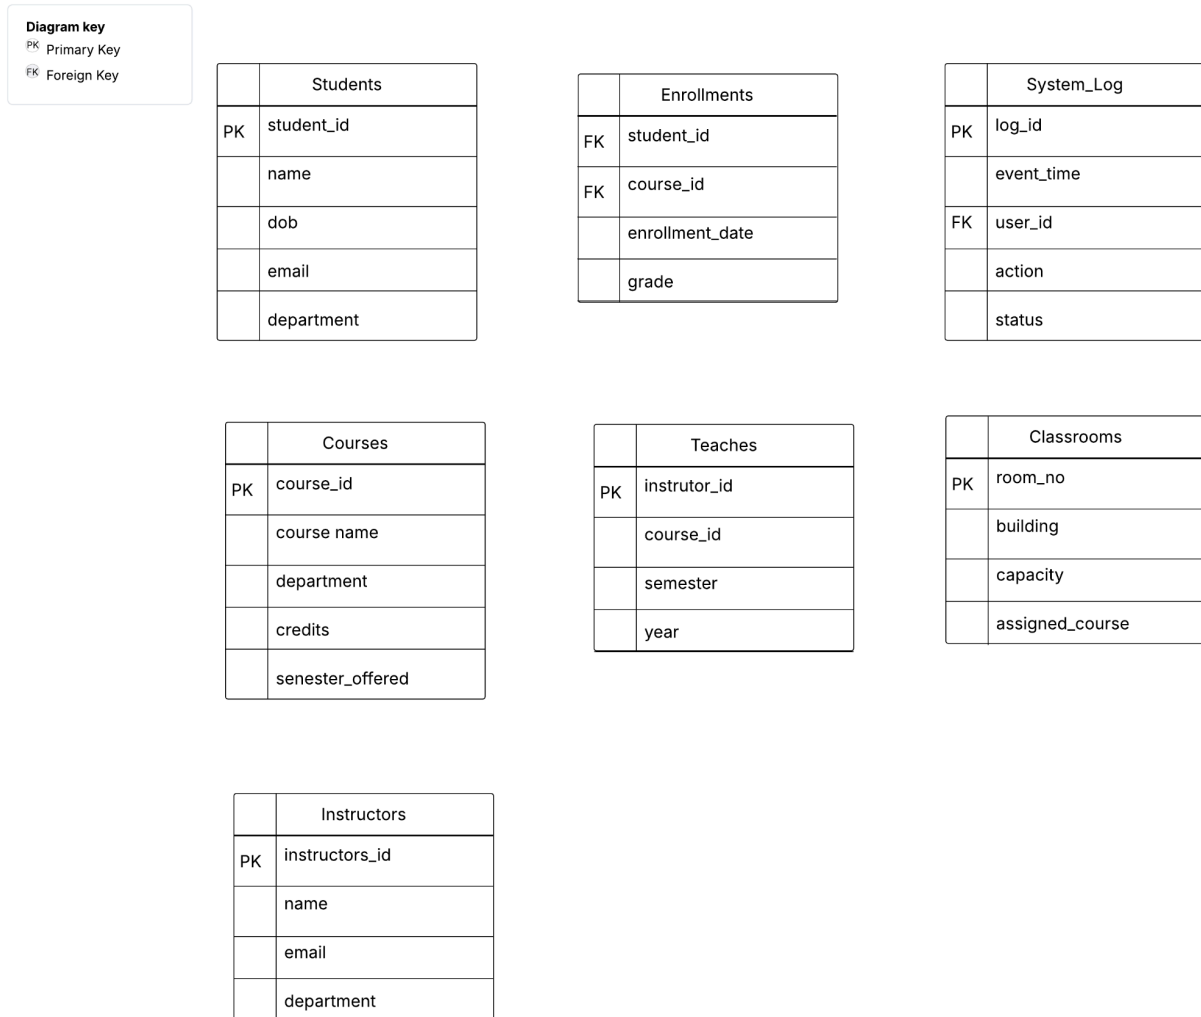 Diagram key
PK Primary Key
FK Foreign Key
Students
PK student_id
name
dob
email
department
Enrollments
FK student_id
FK course_id
enrollment_date
grade
System_Log
PK log_id
event_time
FK user_id
action
status
Courses
PK course_id
course name
department
credits
senester_offered
Teaches
PK instrutor_id
course_id
semester
year
Classrooms
PK room_no
building
capacity
assigned_course
Instructors
PK instructors_id
name
email
department